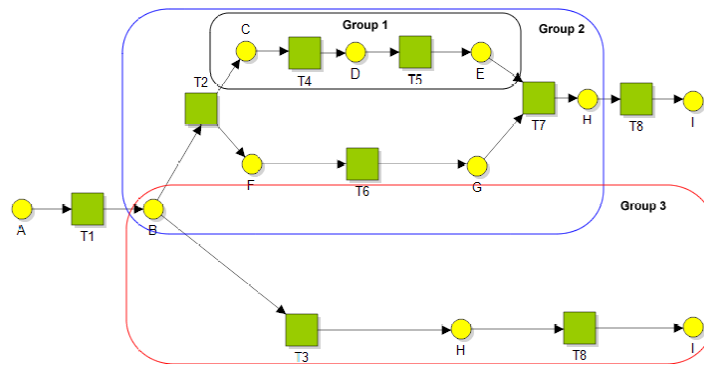 Group 1
Group 2
C
T4
D
T5
E
T2
T7
H
T8
I
F
T6
G
Group 3
A
T1
B
T3
H
T8
I